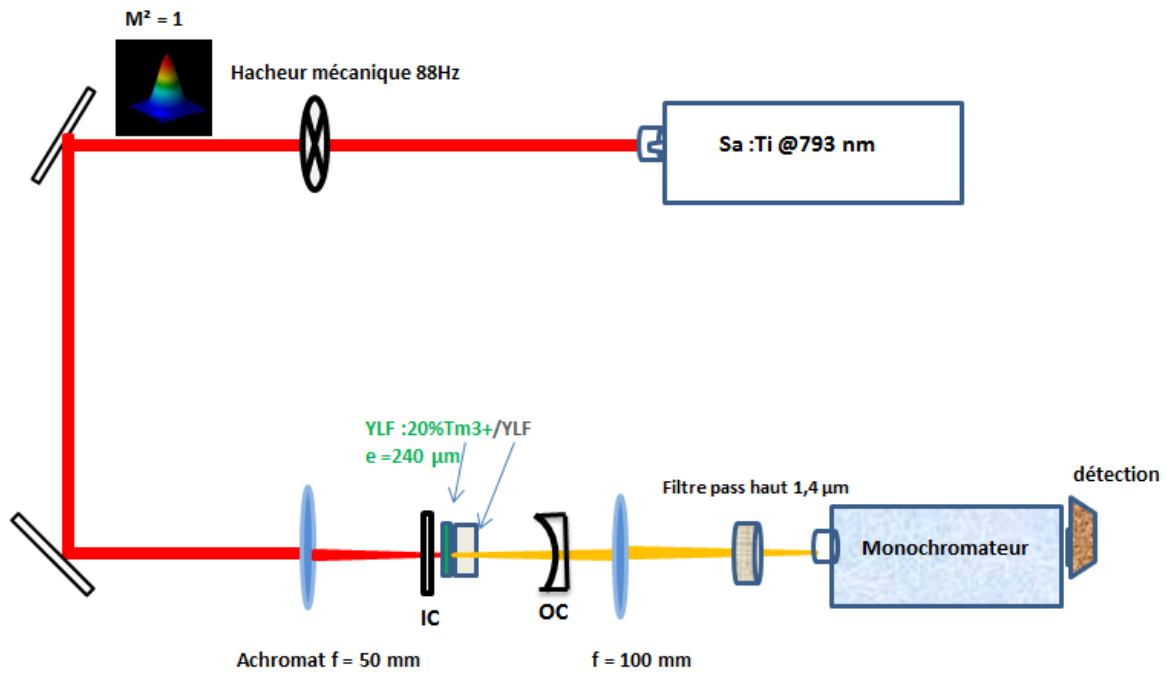 M² = 1
Hacheur mécanique 88Hz
Sa :Ti @793 nm
YLF :20%Tm3+/YLF
e =240 µm
Filtre pass haut 1,4 µm
détection
Monochromateur
IC
OC
Achromat f = 50 mm
f = 100 mm